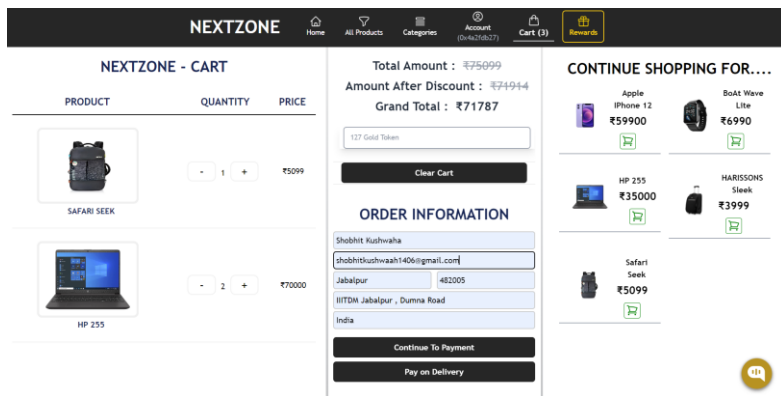 NEXTZONE
Home
All Products
Categories
Account
(0x4a2fdb27)
Cart (3)
Rewards
NEXTZONE - CART
PRODUCT QUANTITY PRICE
SAFARI SEEK
- 1 + ₹5099
HP 255
- 2 + ₹70000
Total Amount : ₹75099
Amount After Discount : ₹71914
Grand Total : ₹71787
127 Gold Token
Clear Cart
ORDER INFORMATION
Shobhit Kushwaha
shobhitkushwaah1406@gmail.com
Jabalpur 482005
IIITDM Jabalpur , Dumna Road
India
Continue To Payment
Pay on Delivery
CONTINUE SHOPPING FOR....
Apple
IPhone 12
₹59900
BoAt Wave
Lite
₹6990
HP 255
₹35000
HARISSONS
Sleek
₹3999
Safari
Seek
₹5099